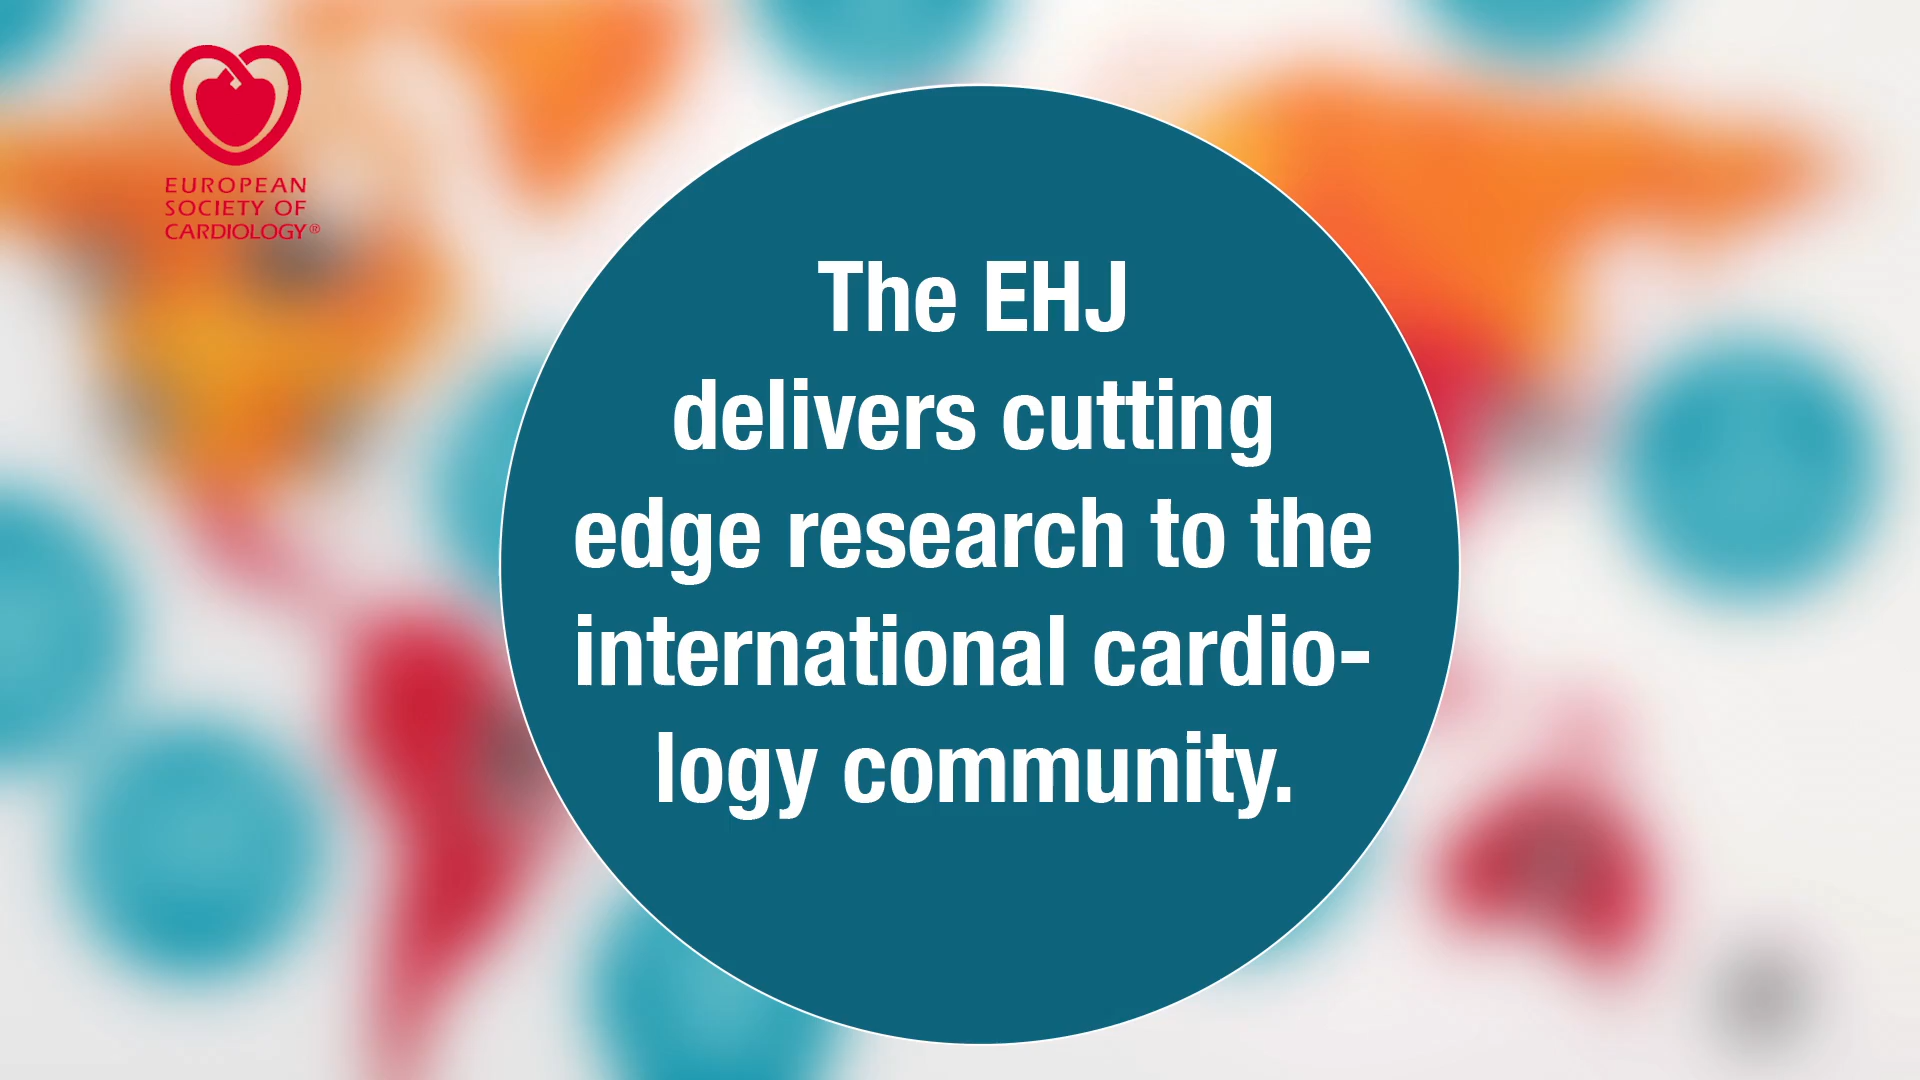 EUROPEAN
SOCIETY OF
CARDIOLOGY®
The EHJ
delivers cutting
edge research to the
international cardio-
logy community.